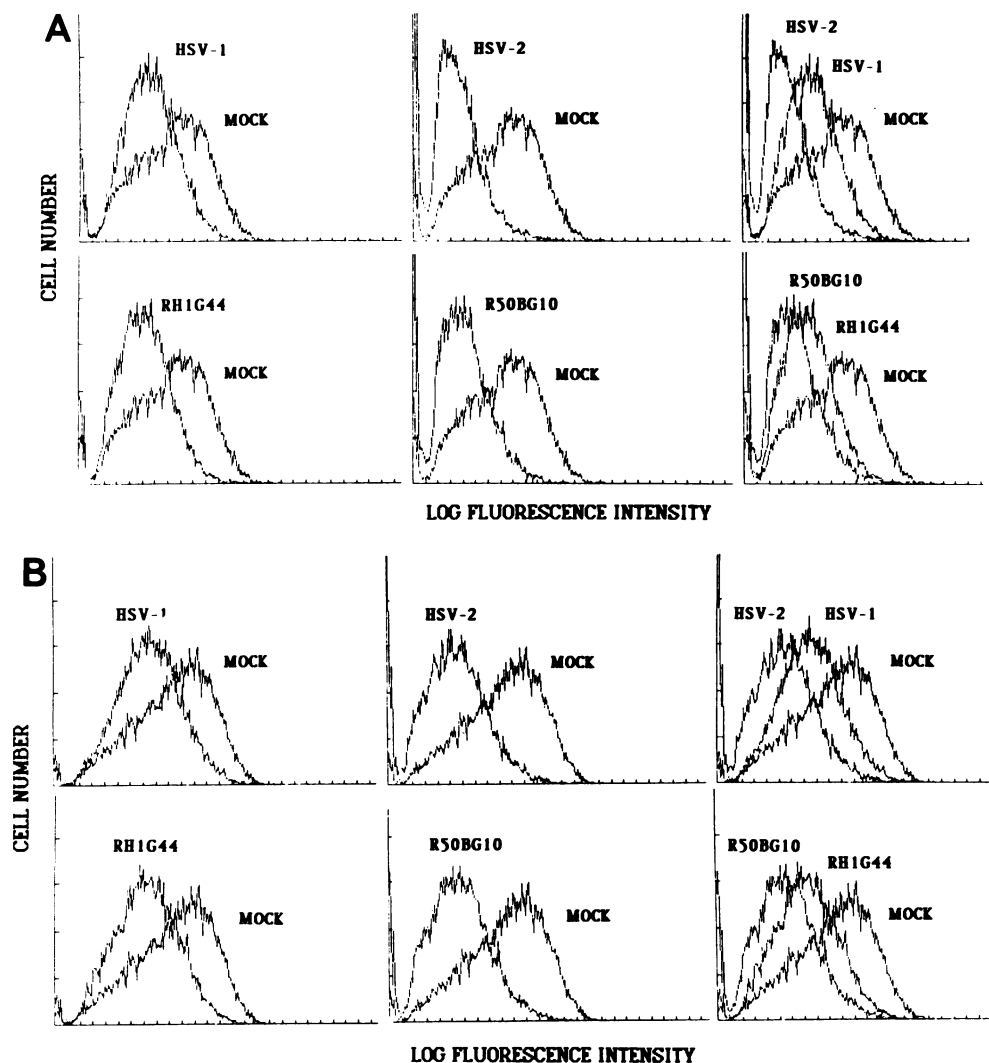 A
HSV-1
MOCK
HSV-2
MOCK
HSV-2
HSV-1
MOCK
CELL NUMBER
RH1G44
MOCK
R50BG10
MOCK
R50BG10
RH1G44
MOCK
LOG FLUORESCENCE INTENSITY
B
HSV-1
MOCK
HSV-2
MOCK
HSV-2 HSV-1
MOCK
CELL NUMBER
RH1G44
MOCK
R50BG10
MOCK
R50BG10
RH1G44
MOCK
LOG FLUORESCENCE INTENSITY